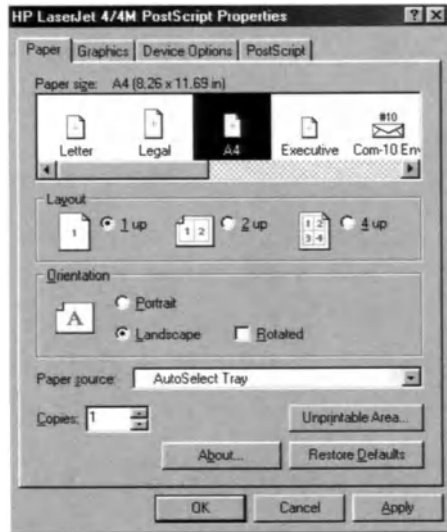 HP LaserJet 4/4M PostScript Properties ? ×
Paper Graphics Device Options PostScript
Paper size: A4 (8.26 x 11.69 in)
#10
Letter Legal A4 Executive Com-10 Env
Layout
1 1 up 1 2 2 up 1 2 3 4 4 up
Orientation
A Portrait
Landscape Rotated
Paper source: AutoSelect Tray
Copies: 1 Unprintable Area...
About... Restore Defaults
OK Cancel Apply